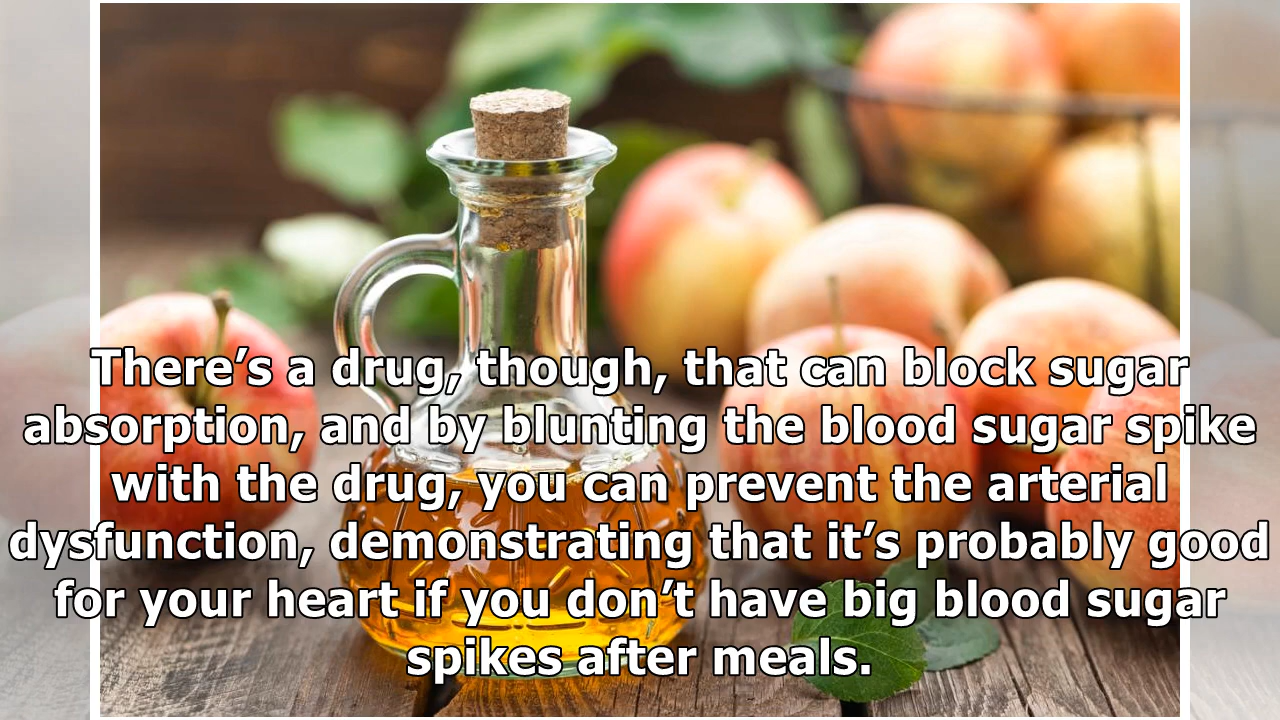 There’s a drug, though, that can block sugar
absorption, and by blunting the blood sugar spike
with the drug, you can prevent the arterial
dysfunction, demonstrating that it’s probably good
for your heart if you don’t have big blood sugar
spikes after meals.